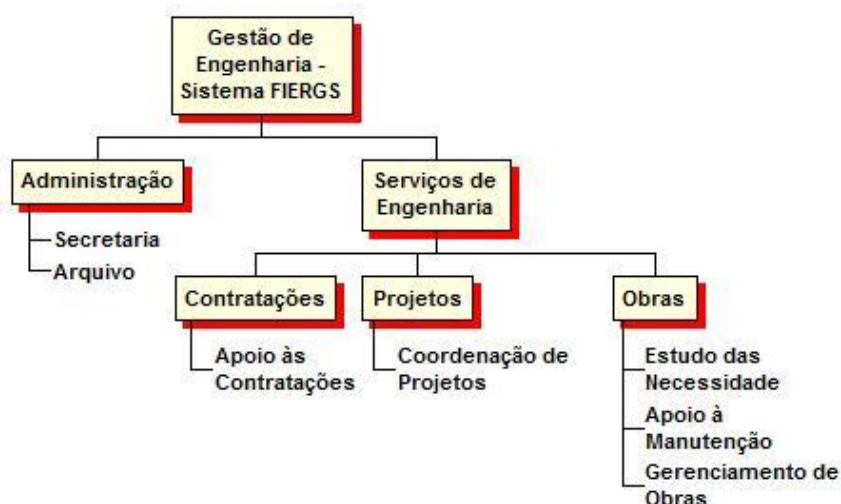 Gestão de
Engenharia -
Sistema FIERGS
Administração
Serviços de
Engenharia
Secretaria
Arquivo
Contratações
Projetos
Obras
Apoio às
Contratações
Coordenação de
Projetos
Estudo das
Necessidade
Apoio à
Manutenção
Gerenciamento de
Obras